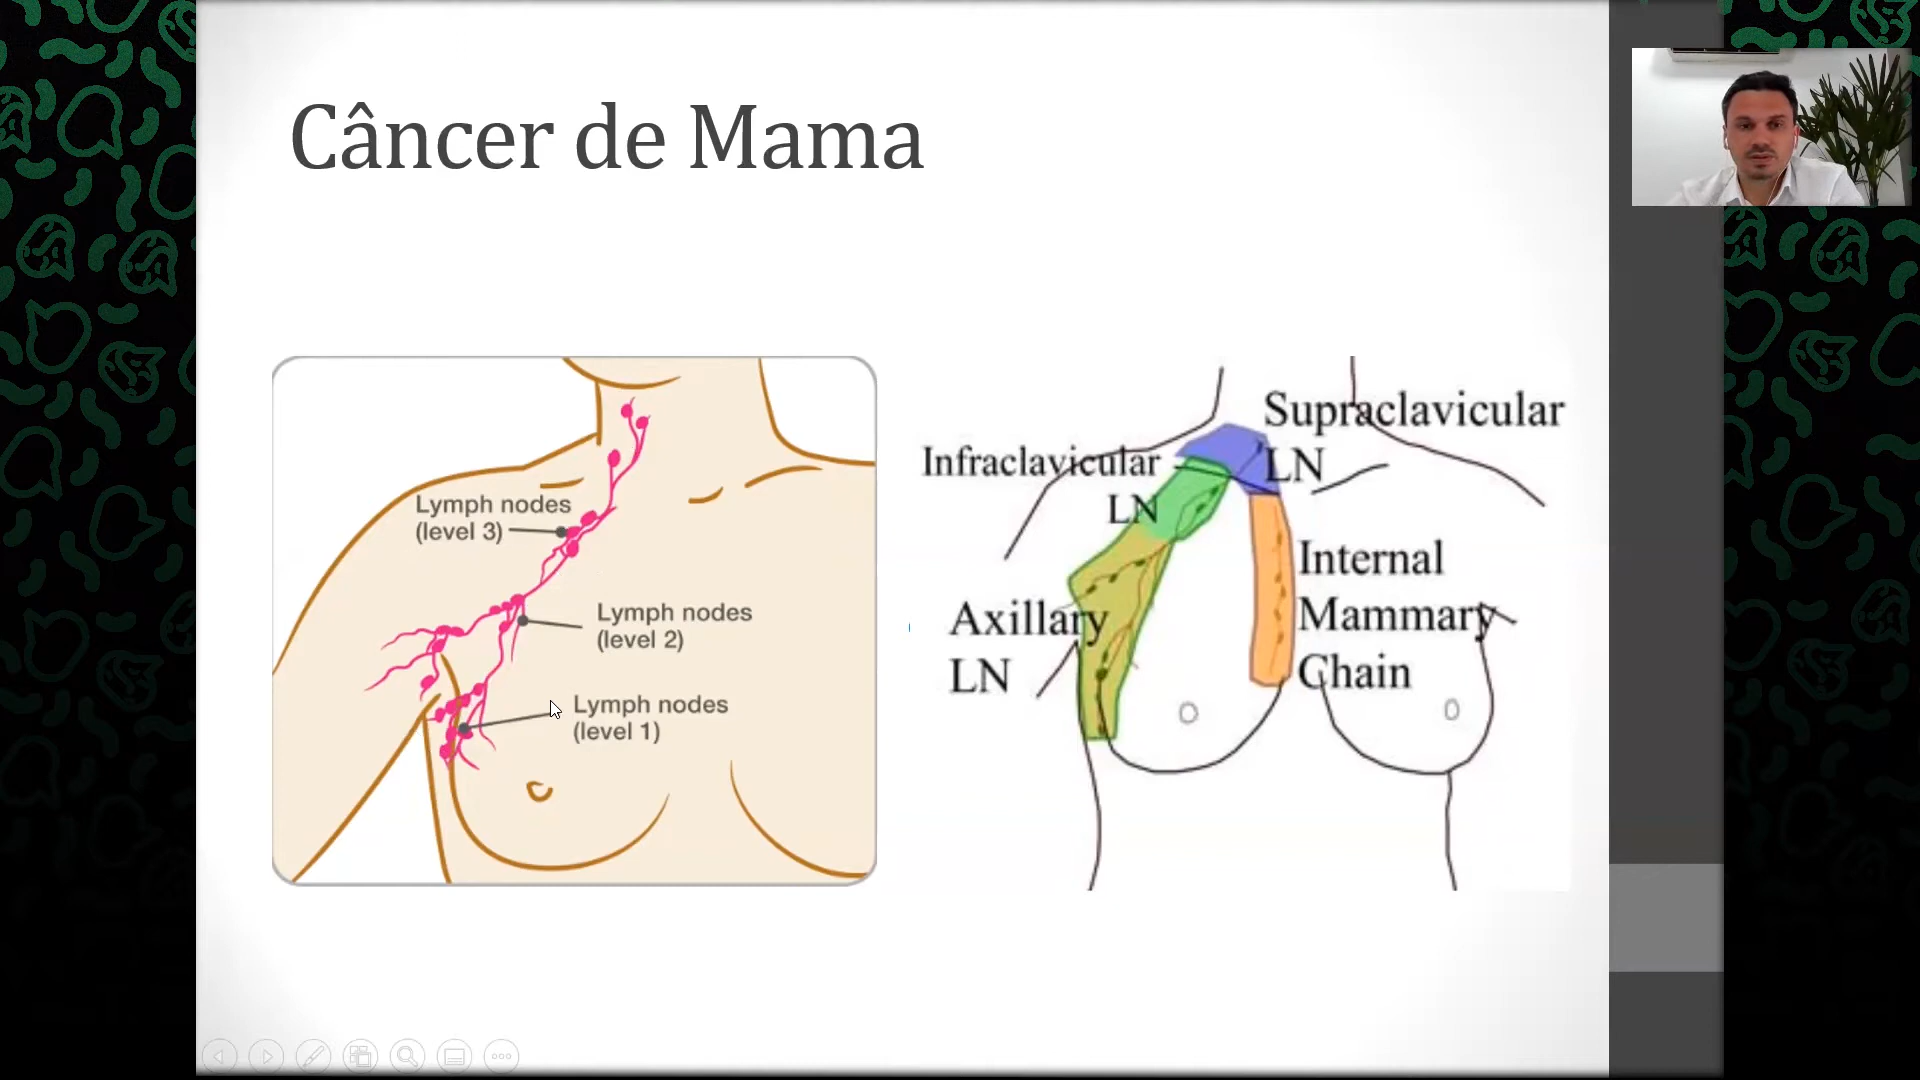 Câncer de Mama
Lymph nodes
(level 3)
Lymph nodes
(level 2)
Lymph nodes
(level 1)
Supraclavicular
LN
Infraclavicular
LN
Internal
Mammary
Chain
Axillary
LN